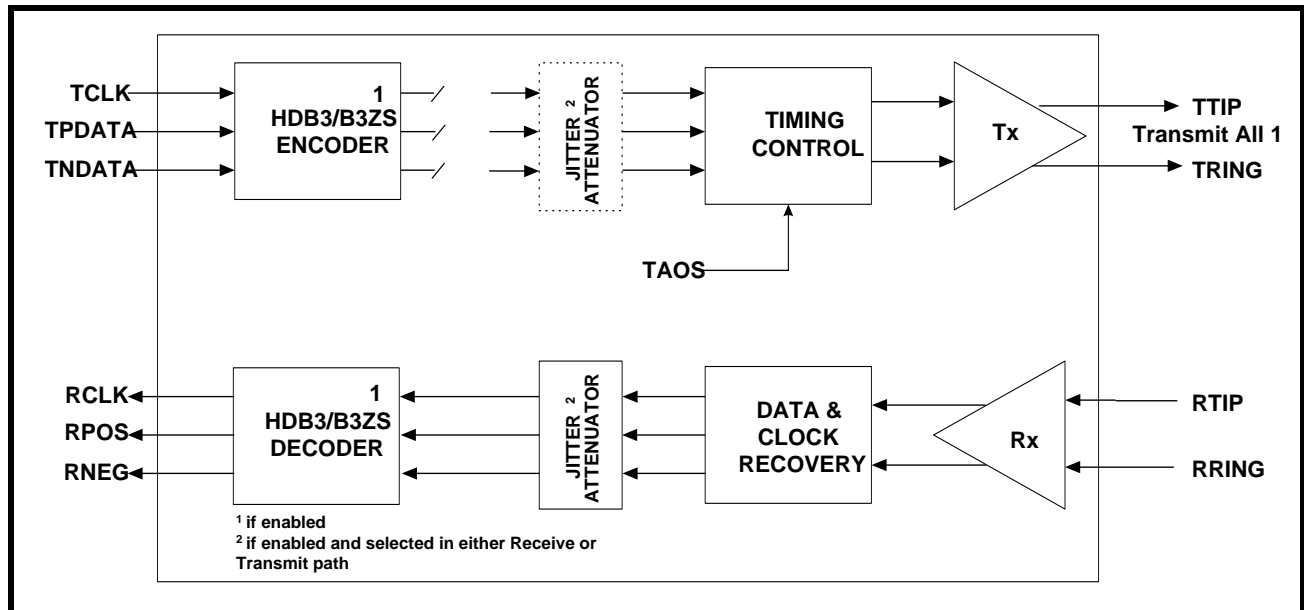 TCLK
TPDATA
TNDATA
1
HDB3/B3ZS
ENCODER
JITTER 2
ATTENUATOR
TIMING
CONTROL
Tx
TTIP
Transmit All 1
TRING
TAOS
RCLK
RPOS
RNEG
1
HDB3/B3ZS
DECODER
JITTER 2
ATTENUATOR
DATA &
CLOCK
RECOVERY
Rx
RTIP
RRING
1 if enabled
2 if enabled and selected in either Receive or
Transmit path